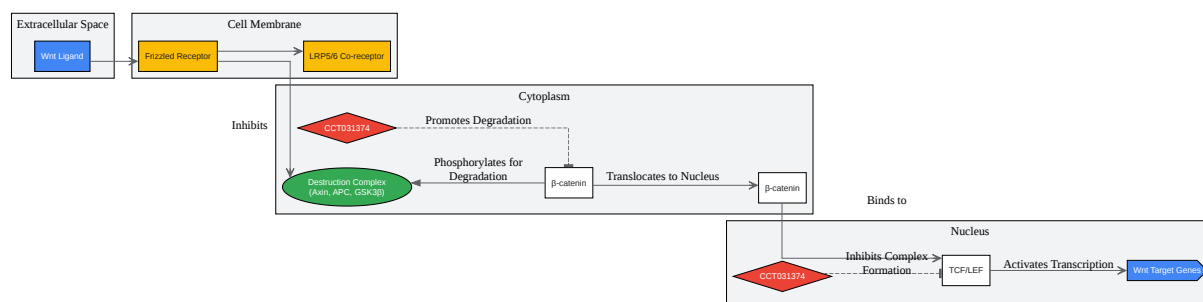 Extracellular Space
Cell Membrane
Wnt Ligand
Frizzled Receptor
LRP5/6 Co-receptor
Cytoplasm
Inhibits
CCT031374
Promotes Degradation
Destruction Complex
(Axin, APC, GSK3β)
Phosphorylates for
Degradation
β-catenin
Translocates to Nucleus
β-catenin
Binds to
Nucleus
CCT031374
Inhibits Complex
Formation
TCF/LEF
Activates Transcription
Wnt Target Genes